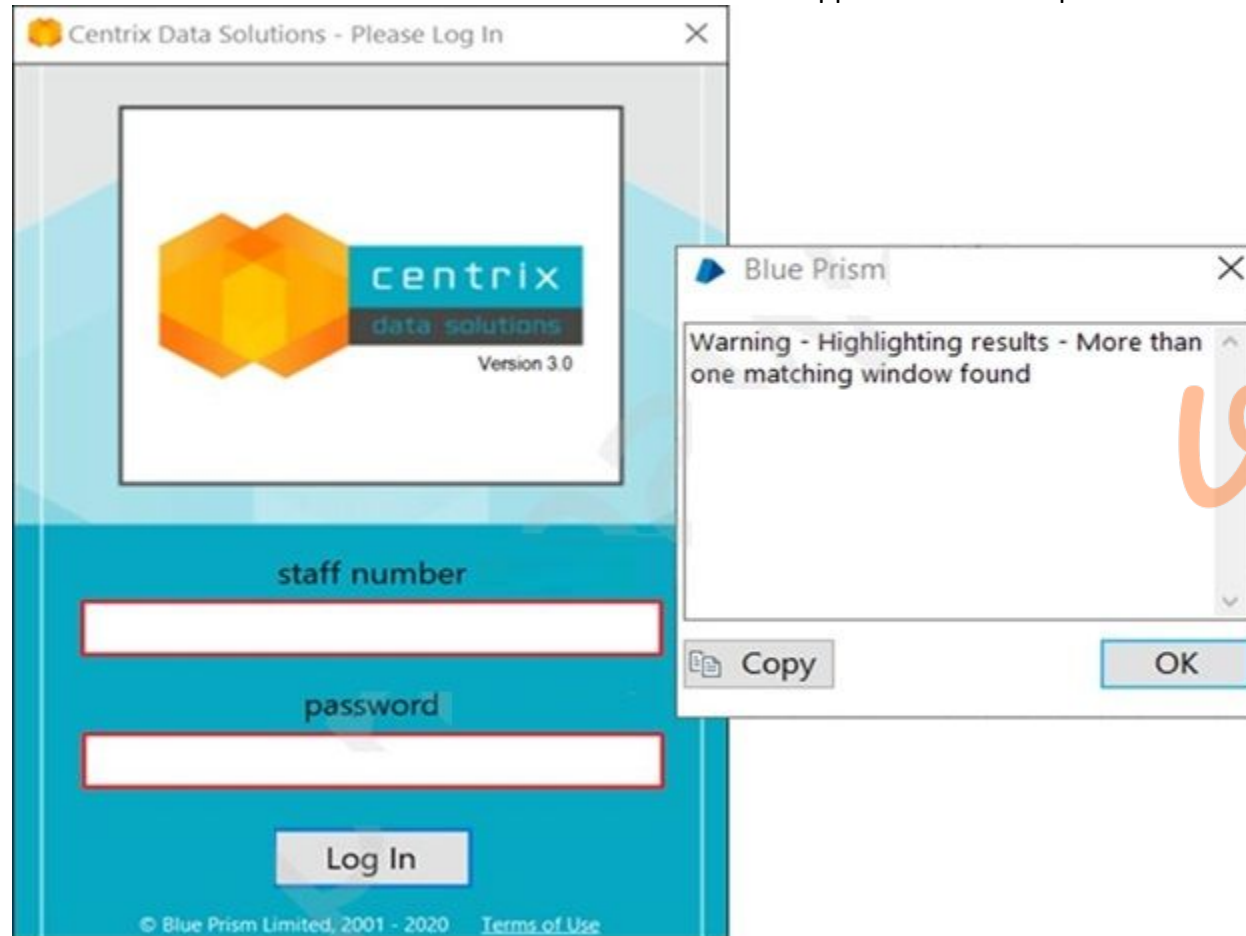 Centrix Data Solutions - Please Log In
centrix
data solutions
Version 3.0
staff number
password
Log In
© Blue Prism Limited, 2001 - 2020 Terms of Use
Blue Prism
Warning - Highlighting results - More than
one matching window found
Copy
OK